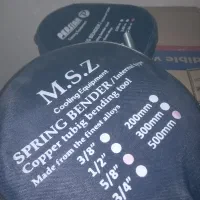 M.S.Z
Cooling Equipment
SPRING BENDER/
Copper tubig bending tool
Made from the finest alloys
3/8"
1/2"
5/8"
3/4"
200mm
300mm
500mm